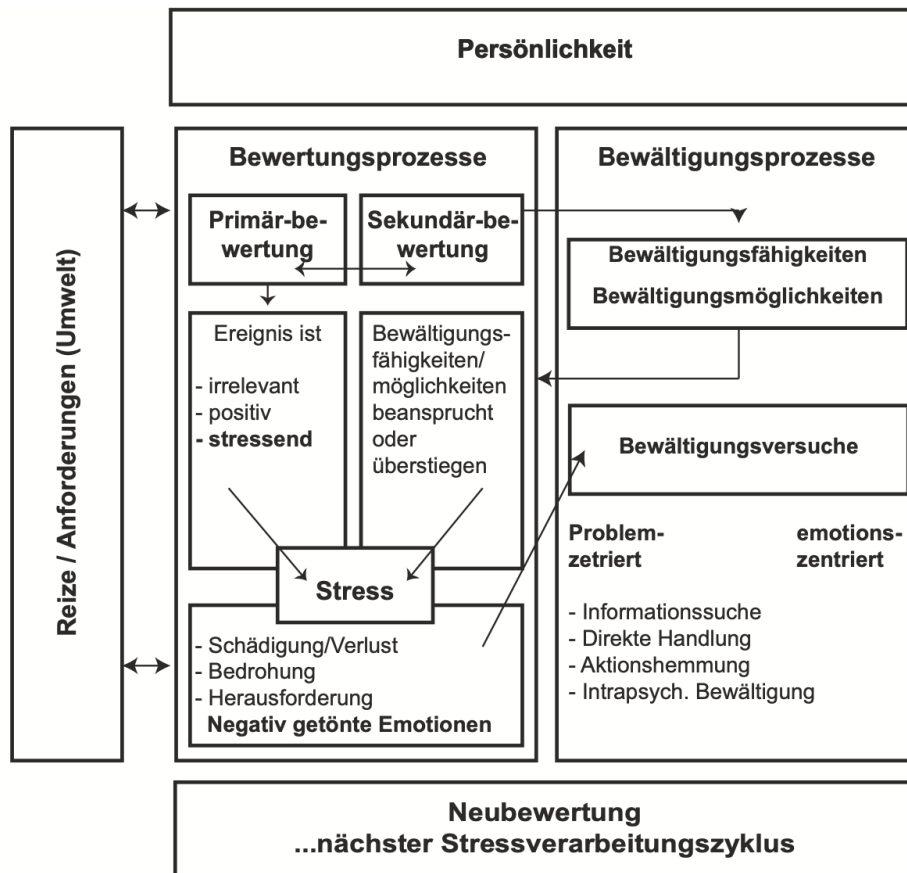 Persönlichkeit
Reize / Anforderungen (Umwelt)
Bewertungsprozesse
Primär-be-
wertung
Sekundär-be-
wertung
Ereignis ist
- irrelevant
- positiv
- stressend
Bewältigungs-
fähigkeiten/
möglichkeiten
beansprucht
oder
überstiegen
Stress
- Schädigung/Verlust
- Bedrohung
- Herausforderung
Negativ getönte Emotionen
Bewältigungsprozesse
Bewältigungsfähigkeiten
Bewältigungsmöglichkeiten
Bewältigungsversuche
Problem-
zetriert
emotions-
zentriert
- Informationssuche
- Direkte Handlung
- Aktionshemmung
- Intrapsych. Bewältigung
Neubewertung
...nächster Stressverarbeitungszyklus